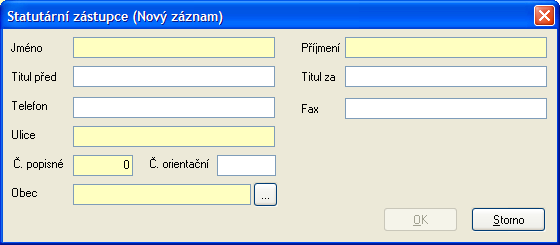 Statutární zástupce (Nový záznam)
Jméno Příjmení
Titul před Titul za
Telefon Fax
Ulice
Č. popisné 0 Č. orientační
Obec ...
OK Storno